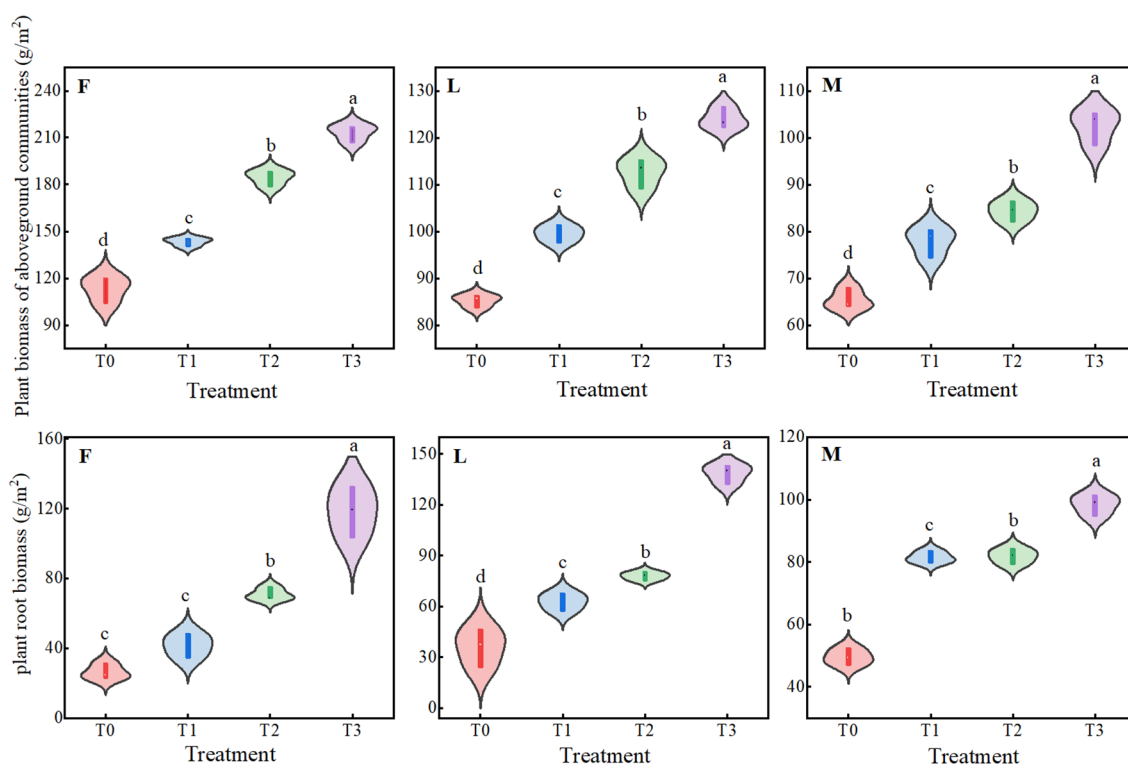 Plant biomass of aboveground communities (g/m²)
F
240
210
180
150
120
90
d
c
b
a
T0 T1 T2 T3
Treatment
L
130
120
110
100
90
80
d
c
b
a
T0 T1 T2 T3
Treatment
M
110
100
90
80
70
60
d
c
b
a
T0 T1 T2 T3
Treatment
plant root biomass (g/m²)
F
160
120
80
40
0
c
c
b
a
T0 T1 T2 T3
Treatment
L
150
120
90
60
30
0
d
c
b
a
T0 T1 T2 T3
Treatment
M
120
100
80
60
40
b
c
b
a
T0 T1 T2 T3
Treatment